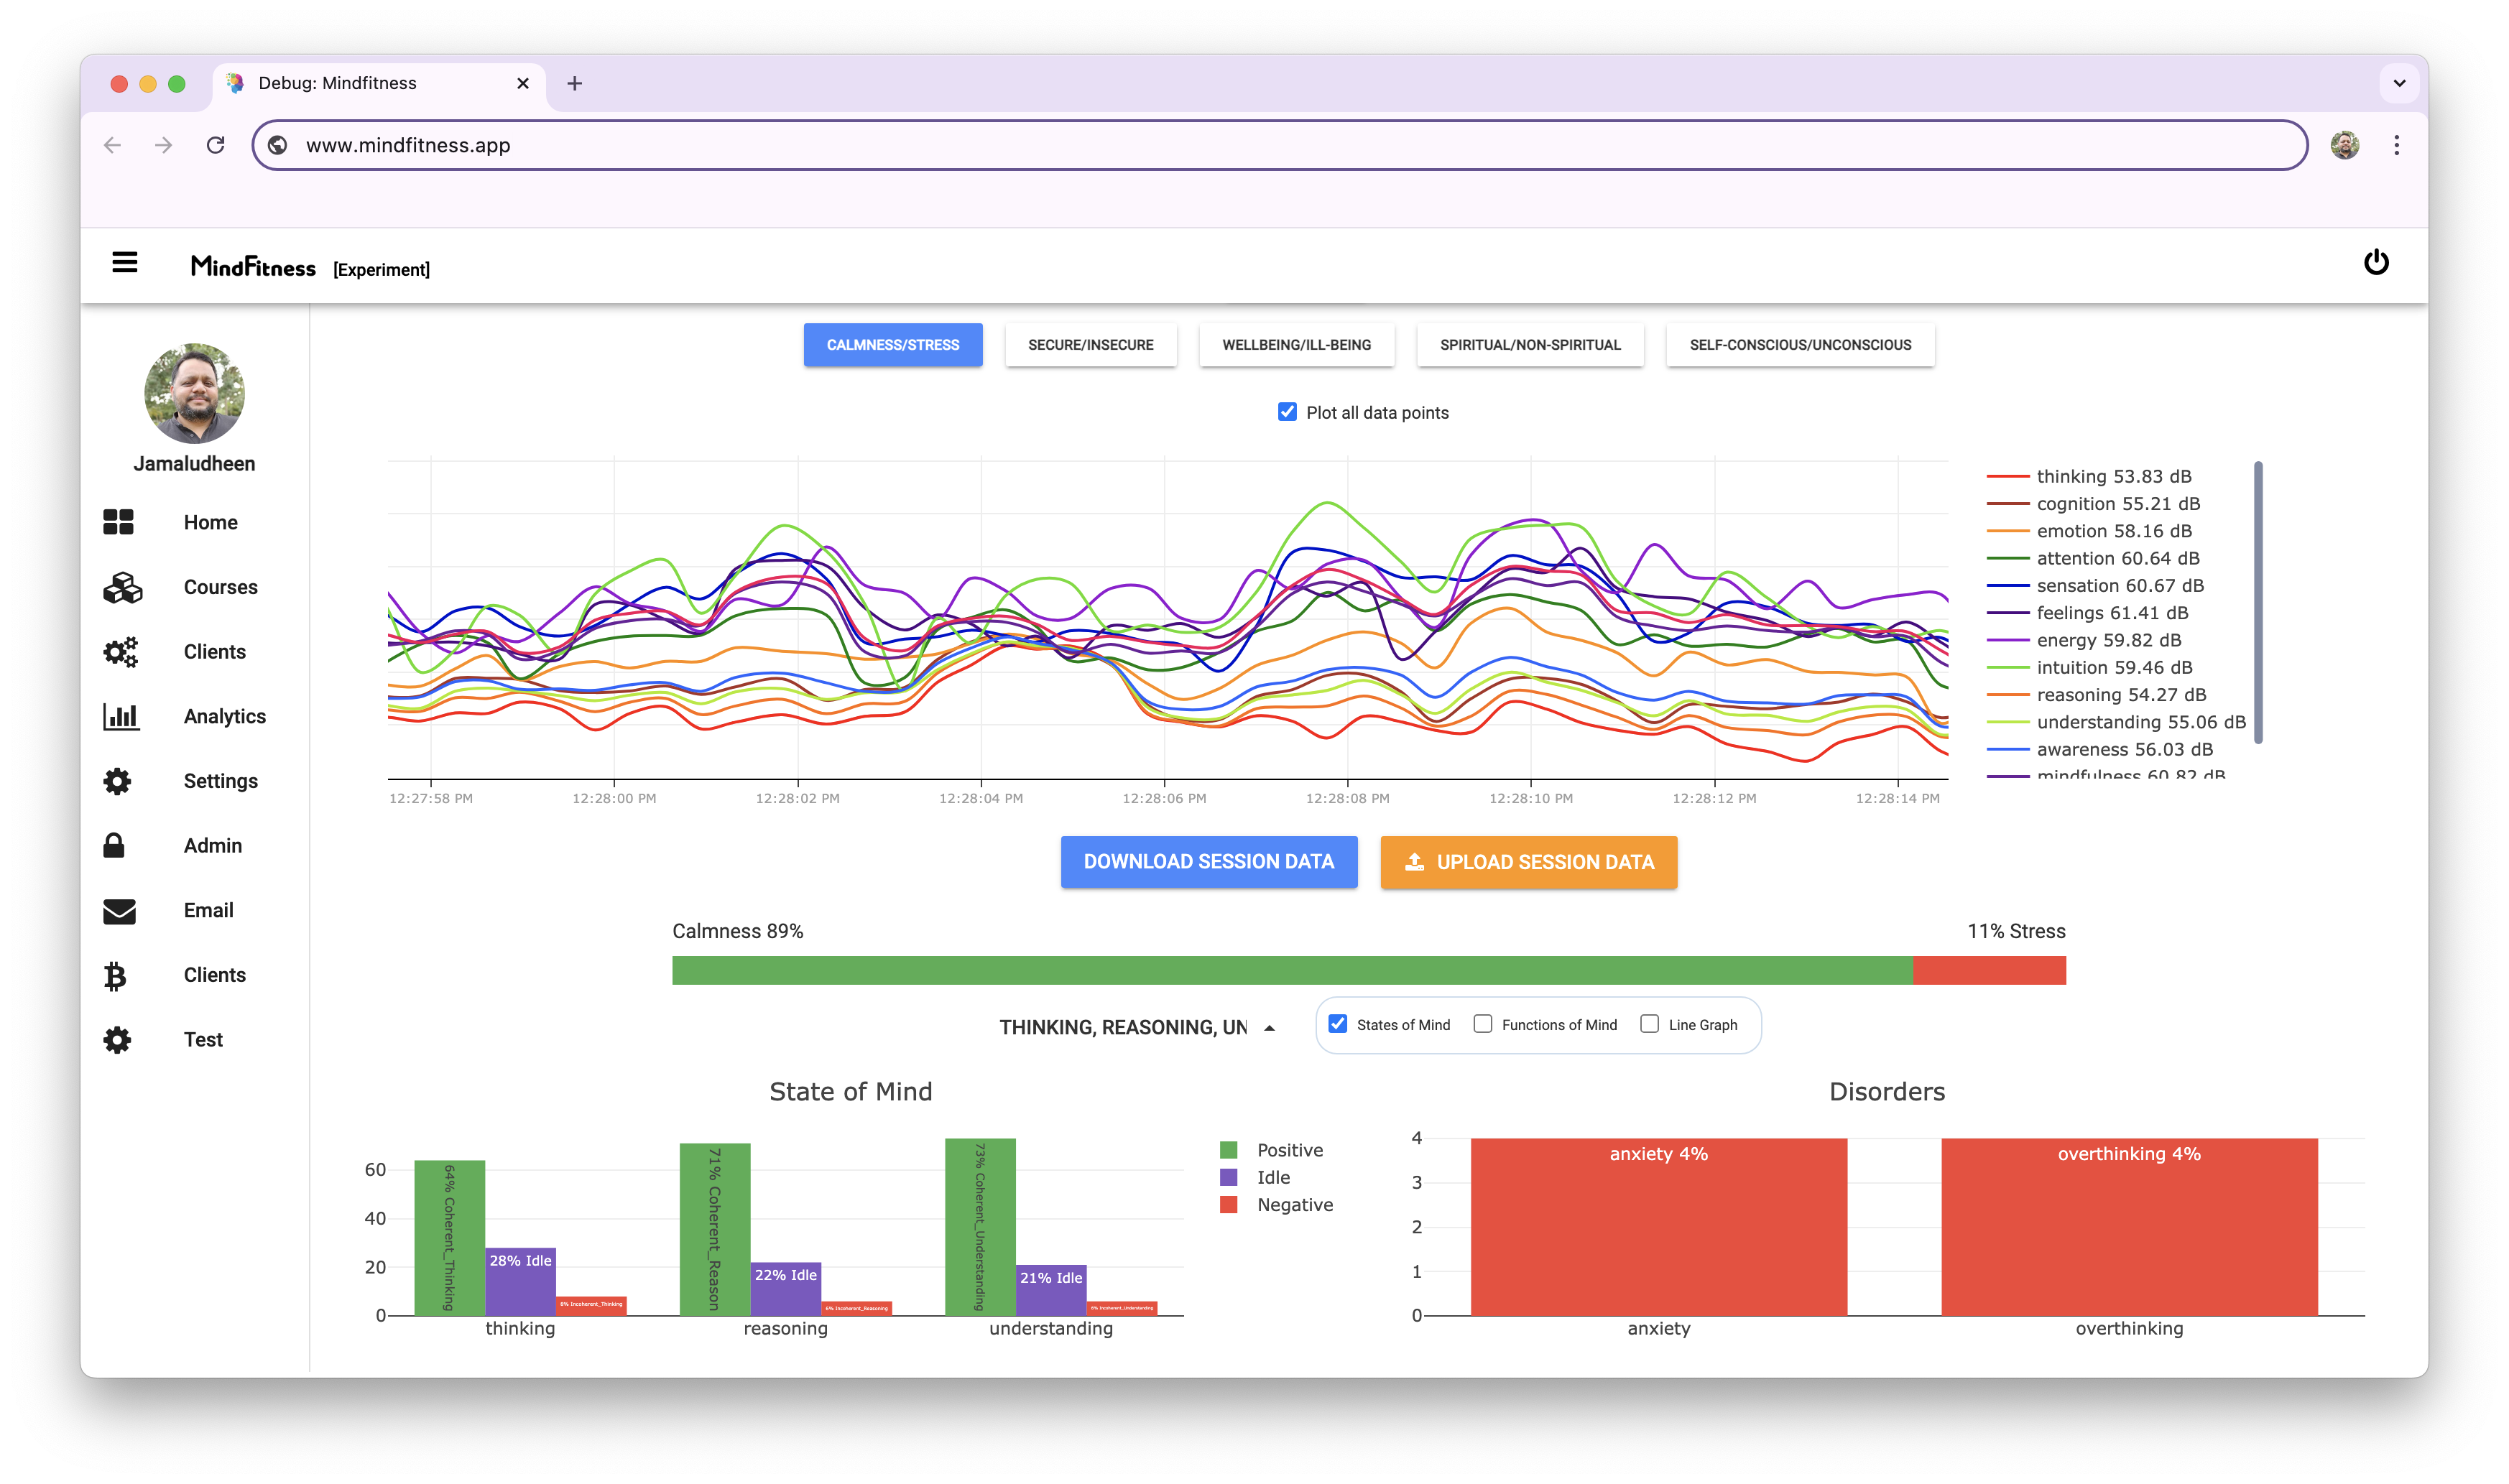 Debug: Mindfitness
www.mindfitness.app
MindFitness [Experiment]
Jamaludheen
Home
Courses
Clients
Analytics
Settings
Admin
Email
Clients
Test
CALMNESS/STRESS SECURE/INSECURE WELLBEING/ILL-BEING SPIRITUAL/NON-SPIRITUAL SELF-CONSCIOUS/UNCONSCIOUS
Plot all data points
thinking 53.83 dB
cognition 55.21 dB
emotion 58.16 dB
attention 60.64 dB
sensation 60.67 dB
feelings 61.41 dB
energy 59.82 dB
intuition 59.46 dB
reasoning 54.27 dB
understanding 55.06 dB
awareness 56.03 dB
mindfulness 60.82 dB
12:27:58 PM 12:28:00 PM 12:28:02 PM 12:28:04 PM 12:28:06 PM 12:28:08 PM 12:28:10 PM 12:28:12 PM 12:28:14 PM
DOWNLOAD SESSION DATA UPLOAD SESSION DATA
Calmness 89% 11% Stress
THINKING, REASONING, UN
States of Mind Functions of Mind Line Graph
State of Mind
60
40
20
0
64% Coherent_Thinking
28% Idle
8% Incoherent_Thinking
71% Coherent_Reason
22% Idle
6% Incoherent_Reasoning
73% Coherent_Understanding
21% Idle
6% Incoherent_Understanding
thinking reasoning understanding
Positive
Idle
Negative
Disorders
4
3
2
1
0
anxiety 4% overthinking 4%
anxiety overthinking